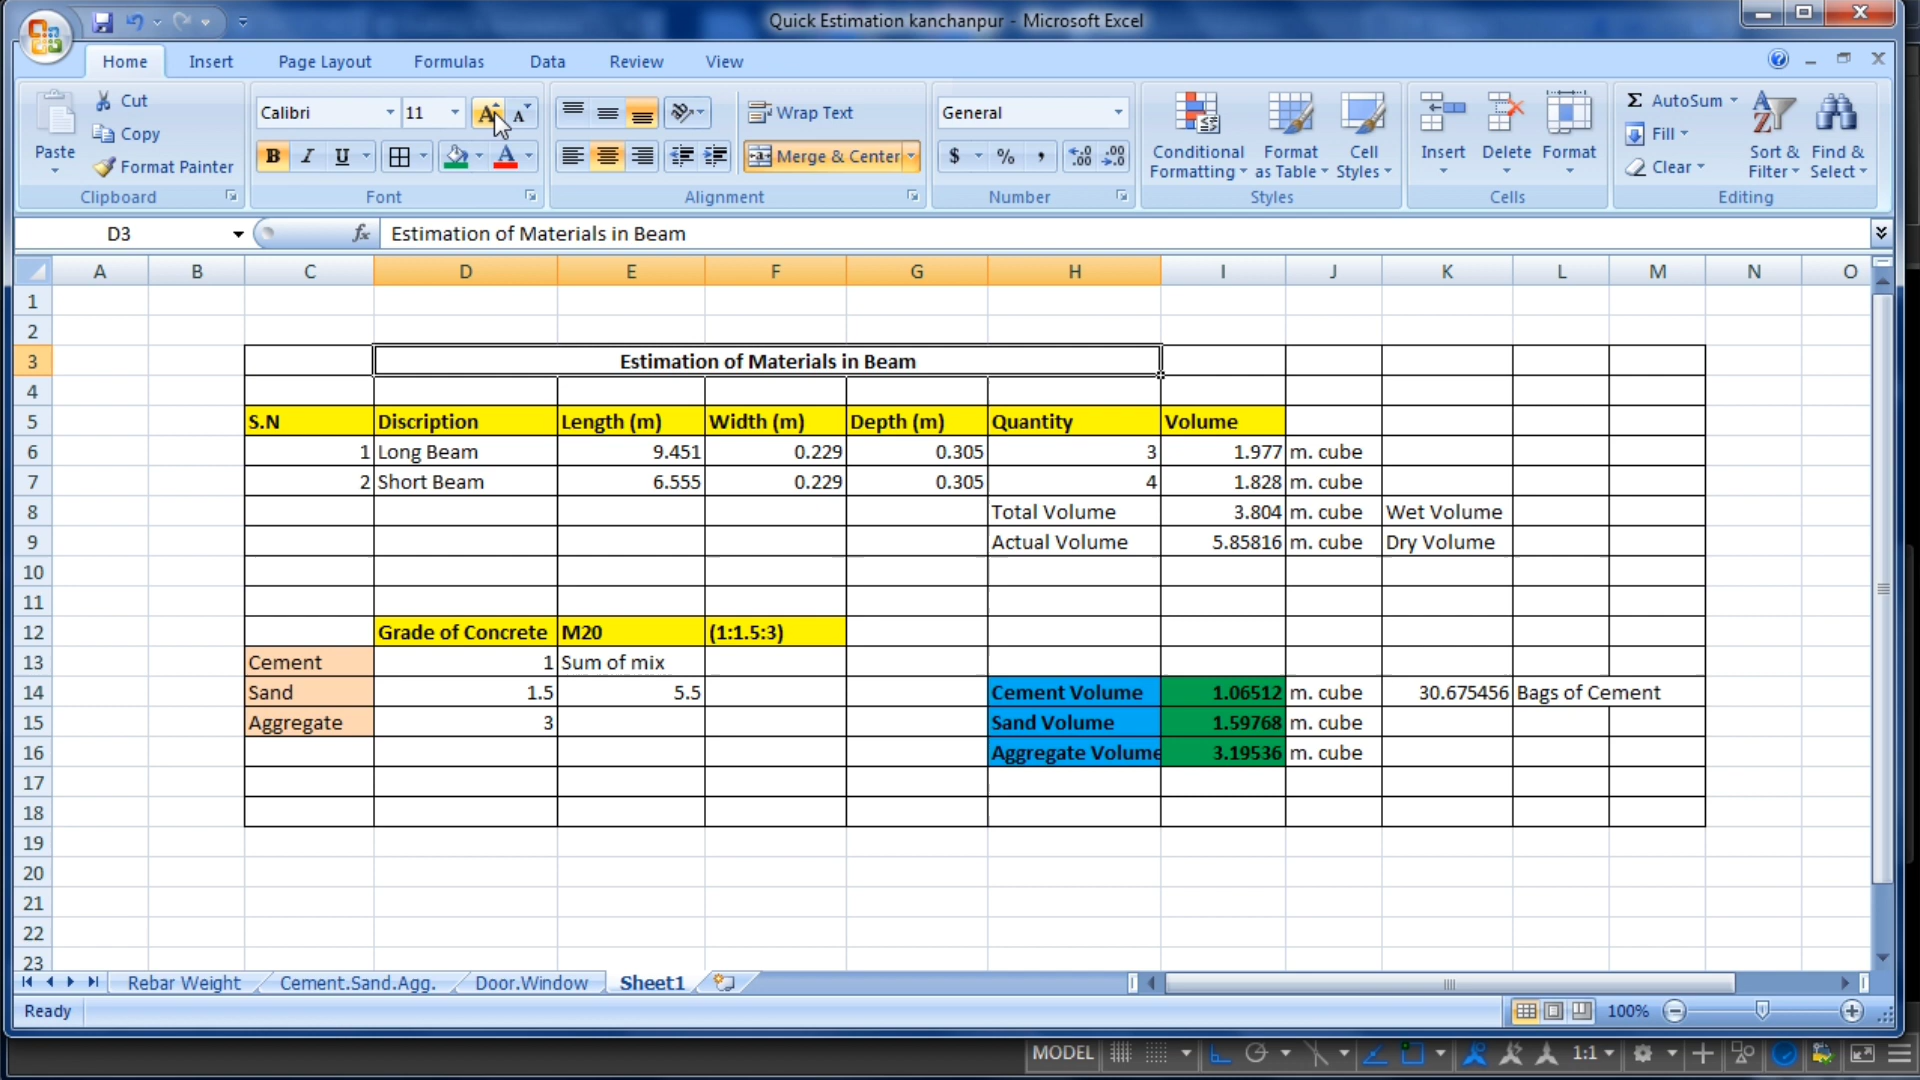 Quick Estimation kanchanpur - Microsoft Excel
Home Insert Page Layout Formulas Data Review View
Paste
Cut
Copy
Format Painter
Clipboard
Calibri 11
B I U
Font
Wrap Text
Merge & Center
Alignment
General
$ % ,
Number
Conditional Formatting
Format as Table
Cell Styles
Styles
Insert Delete Format
Cells
Σ AutoSum
Fill
Clear
Sort & Filter
Find & Select
Editing
D3 fx Estimation of Materials in Beam
A B C D E F G H I J K L M N O
1
2
3 Estimation of Materials in Beam
4
5 S.N Discription Length (m) Width (m) Depth (m) Quantity Volume
6 1 Long Beam 9.451 0.229 0.305 3 1.977 m. cube
7 2 Short Beam 6.555 0.229 0.305 4 1.828 m. cube
8 Total Volume 3.804 m. cube Wet Volume
9 Actual Volume 5.85816 m. cube Dry Volume
10
11
12 Grade of Concrete M20 (1:1.5:3)
13 Cement 1 Sum of mix
14 Sand 1.5 5.5 Cement Volume 1.06512 m. cube 30.675456 Bags of Cement
15 Aggregate 3 Sand Volume 1.59768 m. cube
16 Aggregate Volume 3.19536 m. cube
17
18
19
20
21
22
23
Rebar Weight Cement.Sand.Agg. Door.Window Sheet1
Ready 100%
MODEL 1:1